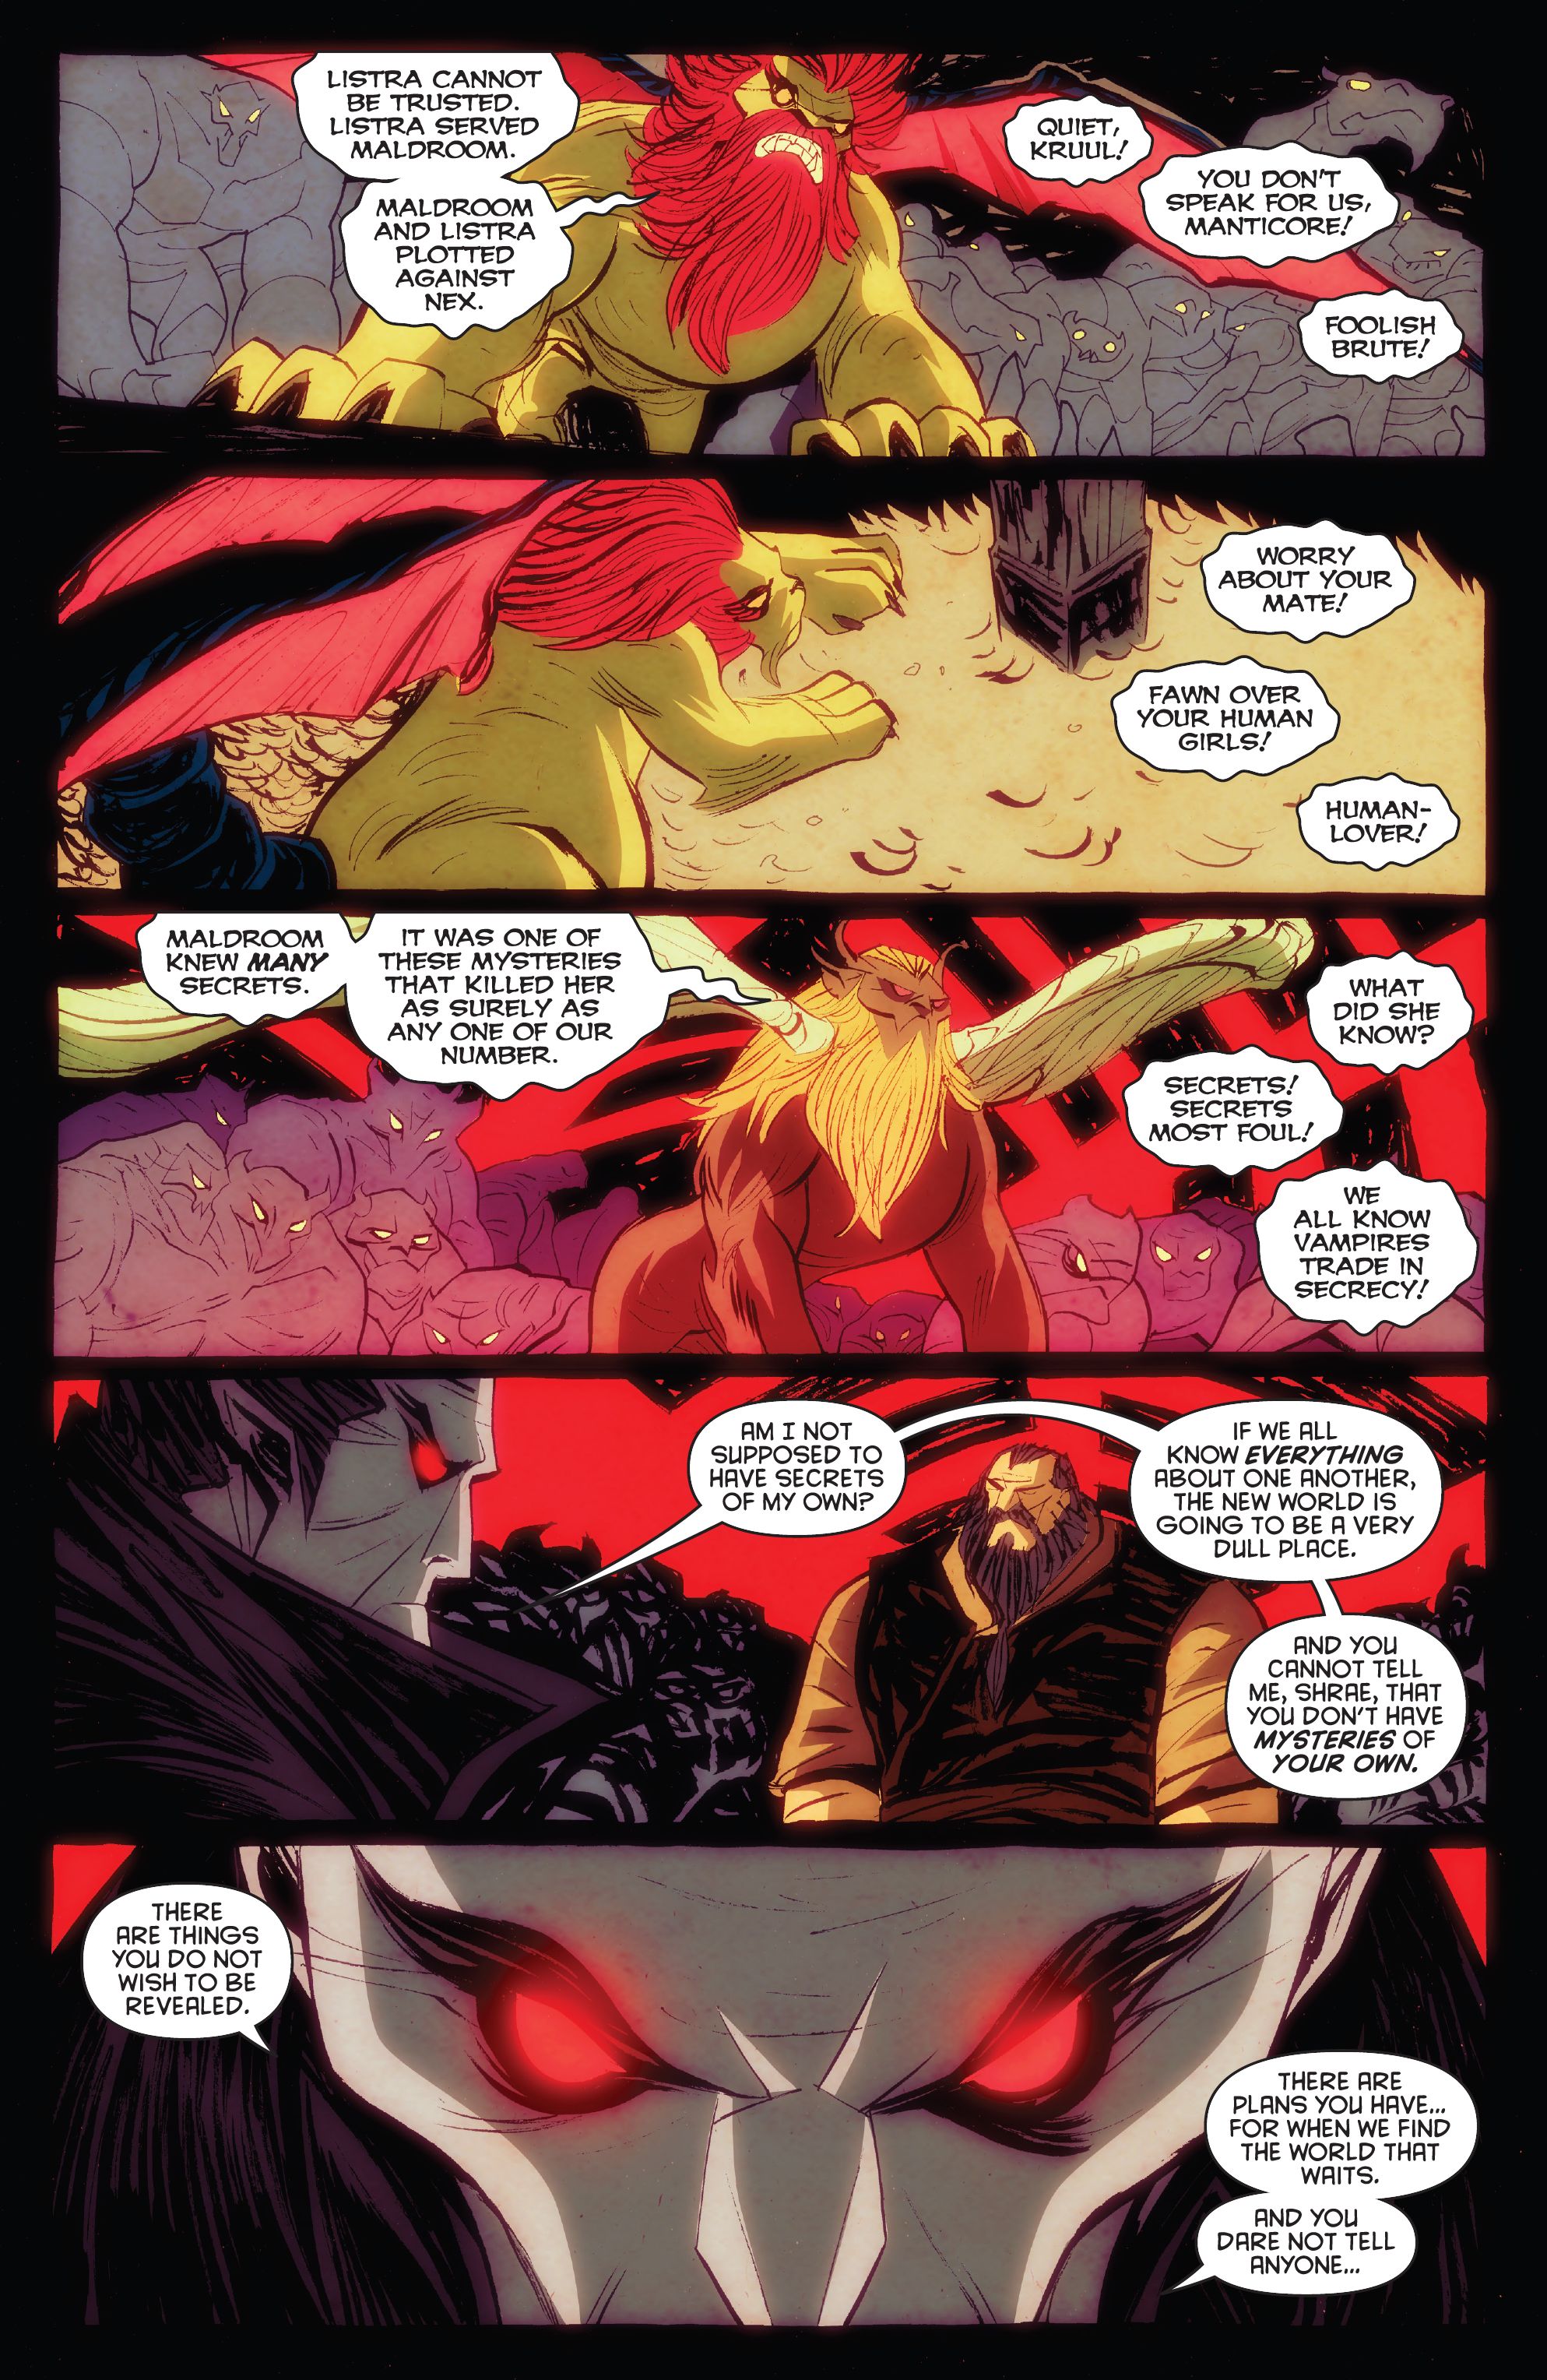 LISTRA CANNOT
BE TRUSTED.
LISTRA SERVED
MALDROOM.
MALDROOM
AND LISTRA
PLOTTED
AGAINST
NEX.
QUIET,
KRUUL!
YOU DON'T
SPEAK FOR US,
MANTICORE!
FOOLISH
BRUTE!
WORRY
ABOUT YOUR
MATE!
FAWN OVER
YOUR HUMAN
GIRLS!
HUMAN-
LOVER!
MALDROOM
KNEW MANY
SECRETS.
IT WAS ONE OF
THESE MYSTERIES
THAT KILLED HER
AS SURELY AS
ANY ONE OF OUR
NUMBER.
WHAT
DID SHE
KNOW?
SECRETS!
SECRETS
MOST FOUL!
WE
ALL KNOW
VAMPIRES
TRADE IN
SECRECY!
AM I NOT
SUPPOSED TO
HAVE SECRETS
OF MY OWN?
IF WE ALL
KNOW EVERYTHING
ABOUT ONE ANOTHER,
THE NEW WORLD IS
GOING TO BE A VERY
DULL PLACE.
AND YOU
CANNOT TELL
ME, SHRAE, THAT
YOU DON'T HAVE
MYSTERIES OF
YOUR OWN.
THERE
ARE THINGS
YOU DO NOT
WISH TO BE
REVEALED.
THERE ARE
PLANS YOU HAVE...
FOR WHEN WE FIND
THE WORLD THAT
WAITS.
AND YOU
DARE NOT TELL
ANYONE...